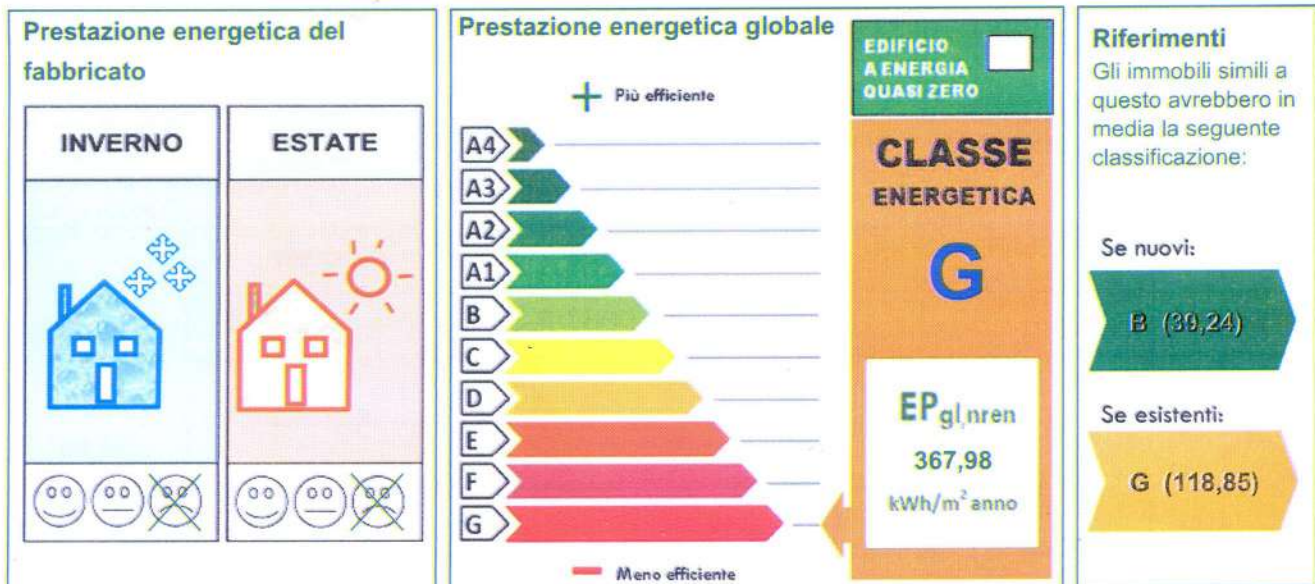 Prestazione energetica del
fabbricato
INVERNO
ESTATE
Prestazione energetica globale
Più efficiente
A4
A3
A2
A1
B
C
D
E
F
G
Meno efficiente
EDIFICIO
A ENERGIA
QUASI ZERO
CLASSE
ENERGETICA
G
EPgl,nren
367,98
kWh/m² anno
Riferimenti
Gli immobili simili a
questo avrebbero in
media la seguente
classificazione:
Se nuovi:
B (39,24)
Se esistenti:
G (118,85)